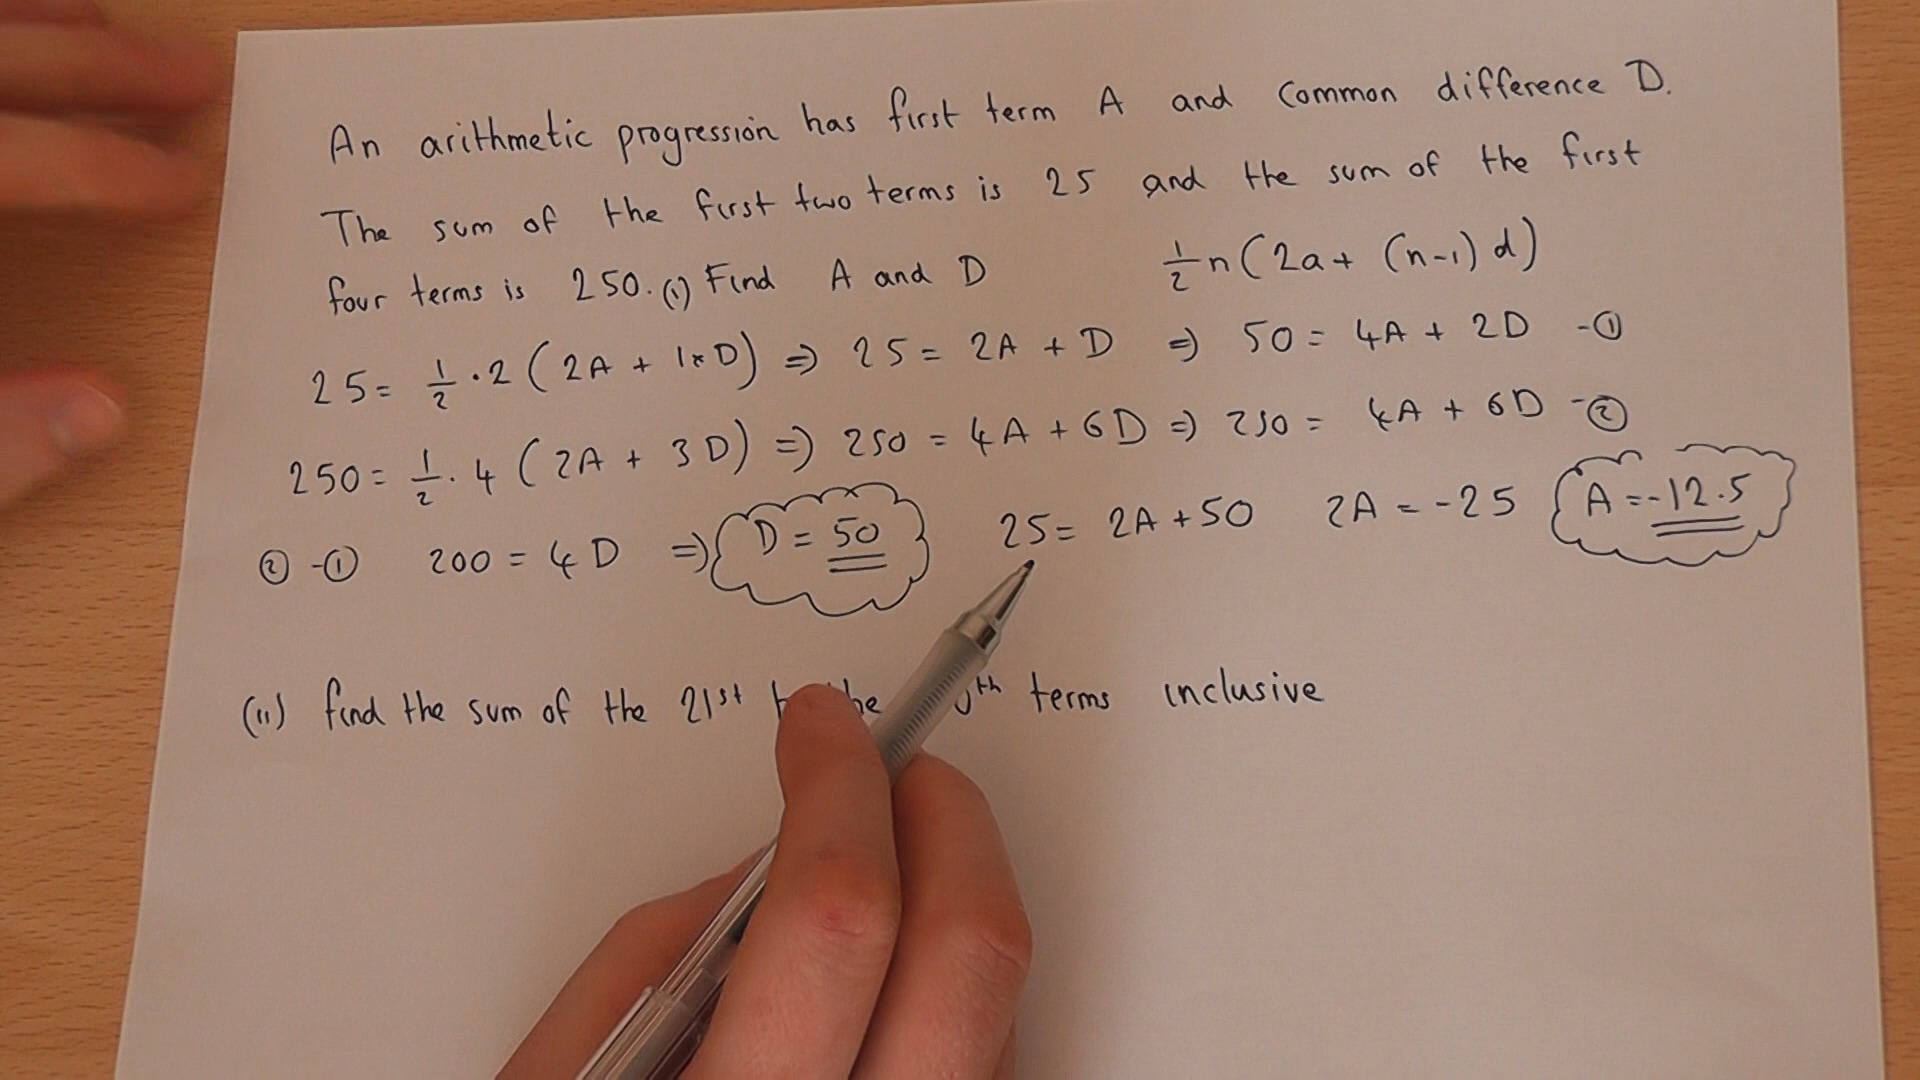 An arithmetic progression has first term A and common difference D.
The sum of the first two terms is 25 and the sum of the first
four terms is 250. (i) Find A and D ½n(2a + (n-1)d)
25 = ½·2(2A + 1×D) ⇒ 25 = 2A + D ⇒ 50 = 4A + 2D -①
250 = ½·4(2A + 3D) ⇒ 250 = 4A + 6D ⇒ 250 = 4A + 6D -②
② -① 200 = 4D ⇒ D = 50 25 = 2A + 50 2A = -25 A = -12.5
(ii) find the sum of the 21st terms inclusive